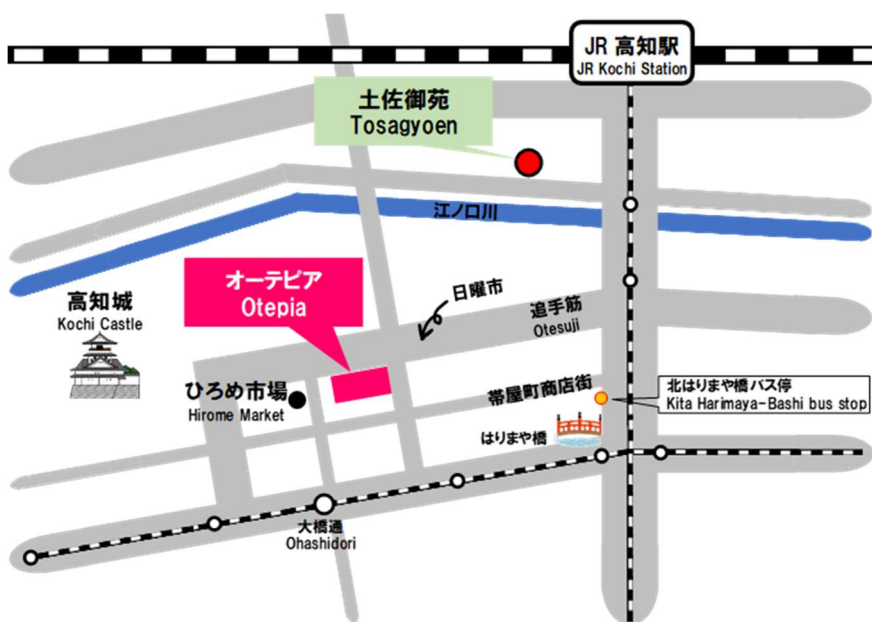 JR 高知駅
JR Kochi Station
土佐御苑
Tosagyoen
江ノ口川
オーテピア
Otepia
日曜市
追手筋
Otesuji
高知城
Kochi Castle
ひろめ市場
Hirome Market
帯屋町商店街
北はりまや橋バス停
Kita Harimaya-Bashi bus stop
はりまや橋
大橋通
Ohashidori